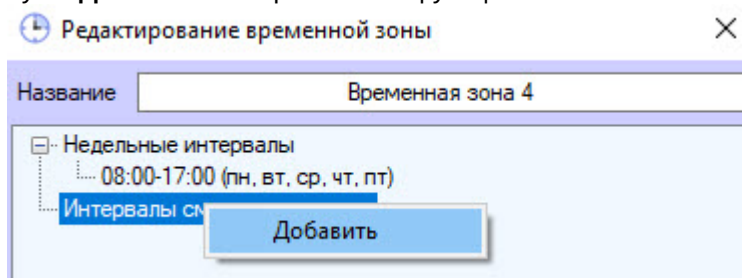 Редактирование временной зоны
Название
Временная зона 4
Недельные интервалы
08:00-17:00 (пн, вт, ср, чт, пт)
Интервалы
Добавить